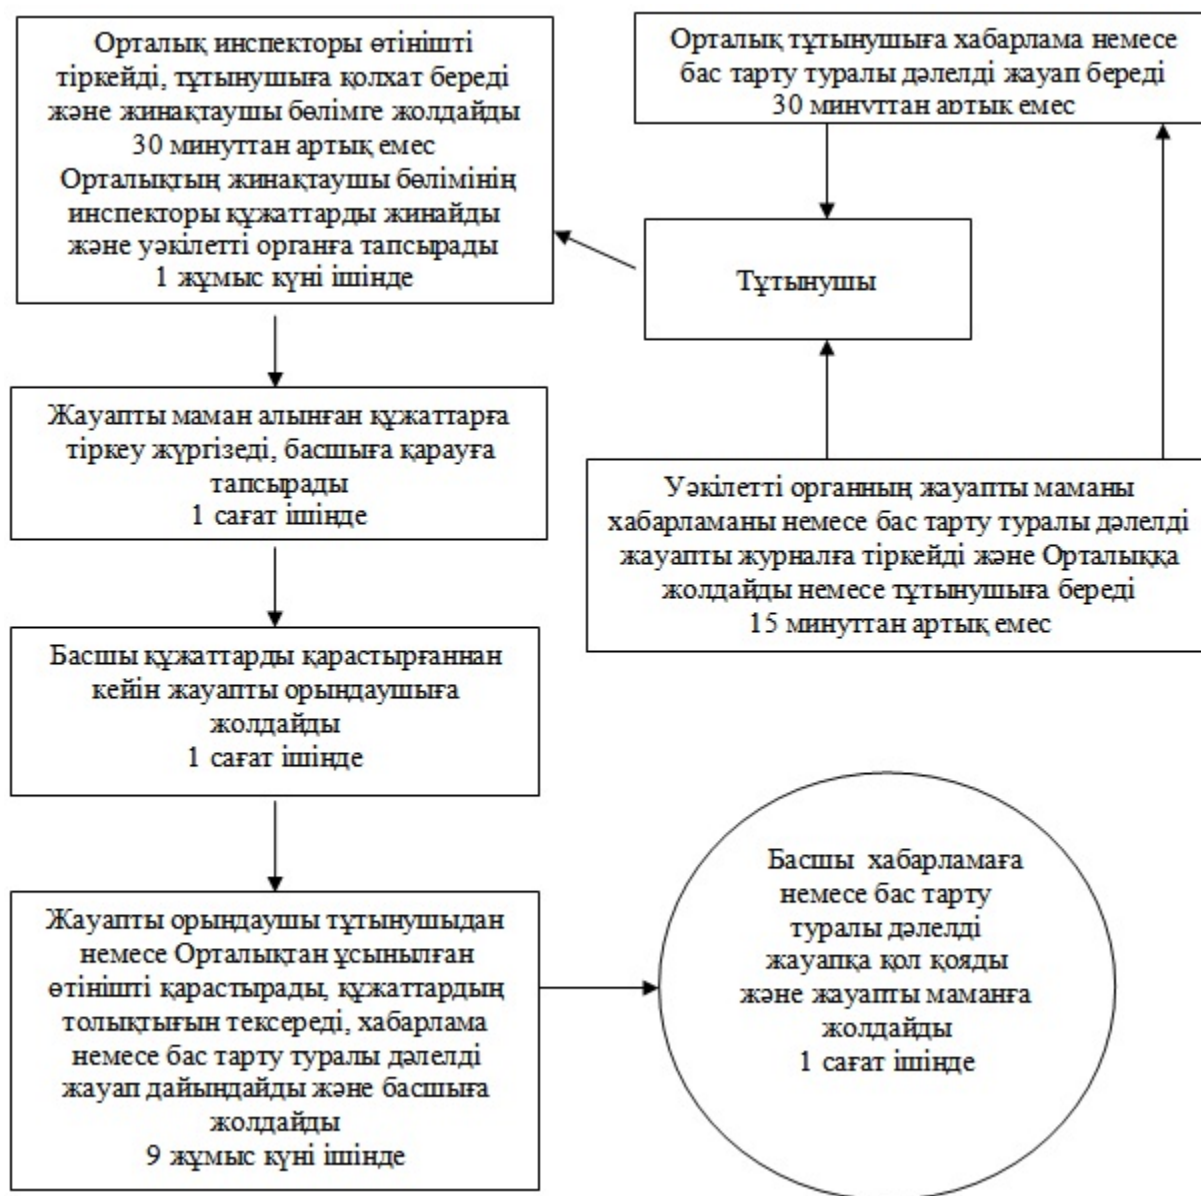 Орталық инспекторы өтінішті
тіркейді, тұтынушыға қолхат береді
және жинақтаушы бөлімге жолдайды
30 минуттан артық емес
Орталықтың жинақтаушы бөлімінің
инспекторы құжаттарды жинайды
және уәкілетті органға тапсырады
1 жұмыс күні ішінде
Орталық тұтынушыға хабарлама немесе
бас тарту туралы дәлелді жауап береді
30 минуттан артық емес
Тұтынушы
Жауапты маман алынған құжаттарға
тіркеу жүргізеді, басшыға қарауға
тапсырады
1 сағат ішінде
Уәкілетті органның жауапты маманы
хабарламаны немесе бас тарту туралы дәлелді
жауапты журналға тіркейді және Орталыққа
жолдайды немесе тұтынушыға береді
15 минуттан артық емес
Басшы құжаттарды қарастырғаннан
кейін жауапты орындаушыға
жолдайды
1 сағат ішінде
Жауапты орындаушы тұтынушыдан
немесе Орталықтан ұсынылған
өтінішті қарастырады, құжаттардың
толықтығын тексереді, хабарлама
немесе бас тарту туралы дәлелді
жауап дайындайды және басшыға
жолдайды
9 жұмыс күні ішінде
Басшы хабарламаға
немесе бас тарту
туралы дәлелді
жауапқа қол қояды
және жауапты маманға
жолдайды
1 сағат ішінде